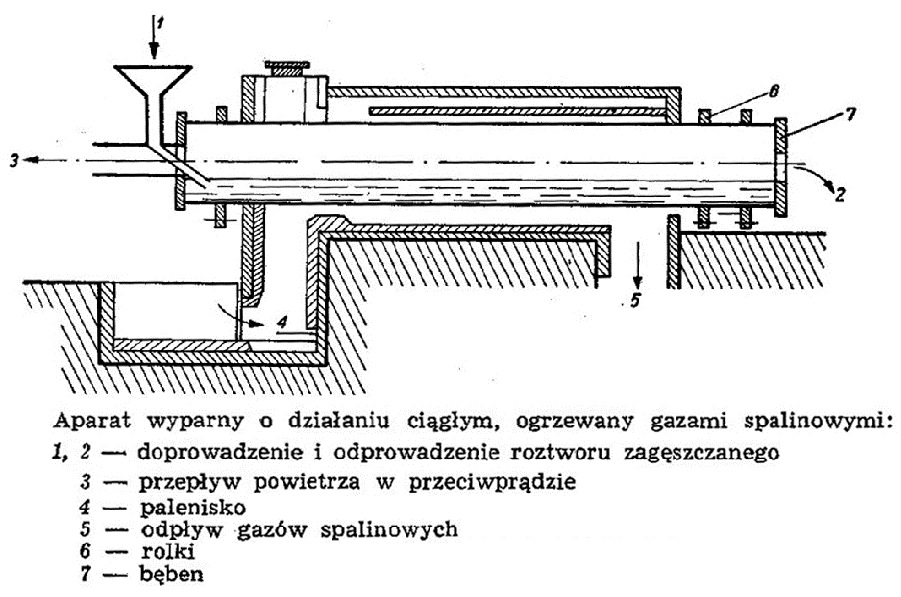 1
6
7
3
2
4
5
Aparat wyparny o działaniu ciągłym, ogrzewany gazami spalinowymi:
1, 2 — doprowadzenie i odprowadzenie roztworu zagęszczanego
3 — przepływ powietrza w przeciwprądzie
4 — palenisko
5 — odpływ gazów spalinowych
6 — rolki
7 — bęben